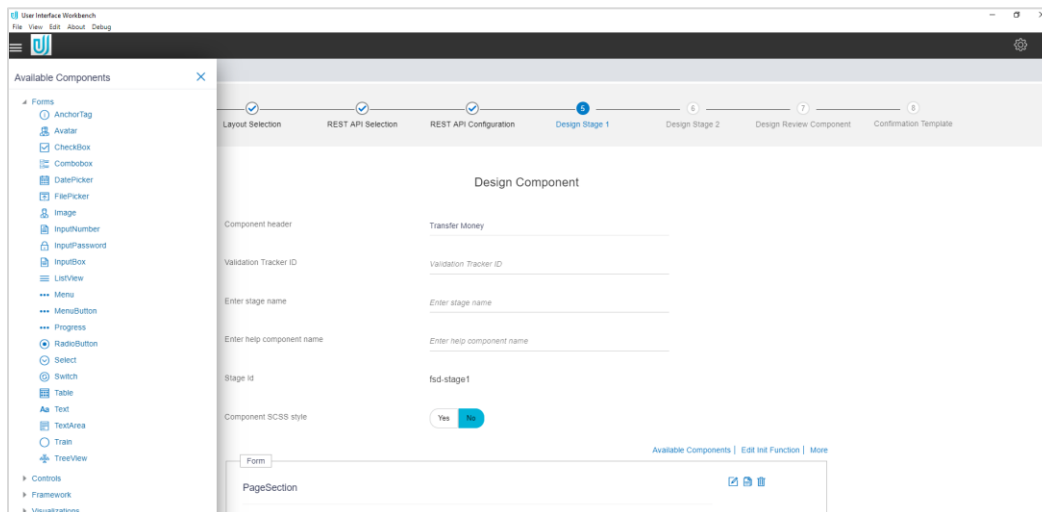 User Interface Workbench
File View Edit About Debug
Available Components
Forms
AnchorTag
Avatar
CheckBox
Combobox
DatePicker
FilePicker
Image
InputNumber
InputPassword
InputBox
ListView
Menu
MenuButton
Progress
RadioButton
Select
Switch
Table
Aa Text
TextArea
Train
TreeView
Controls
Framework
Visualizations
5 6 7 8
Layout Selection REST API Selection REST API Configuration Design Stage 1 Design Stage 2 Design Review Component Confirmation Template
Design Component
Component header Transfer Money
Validation Tracker ID Validation Tracker ID
Enter stage name Enter stage name
Enter help component name Enter help component name
Stage Id fsd-stage1
Component SCSS style Yes No
Available Components | Edit Init Function | More
Form
PageSection